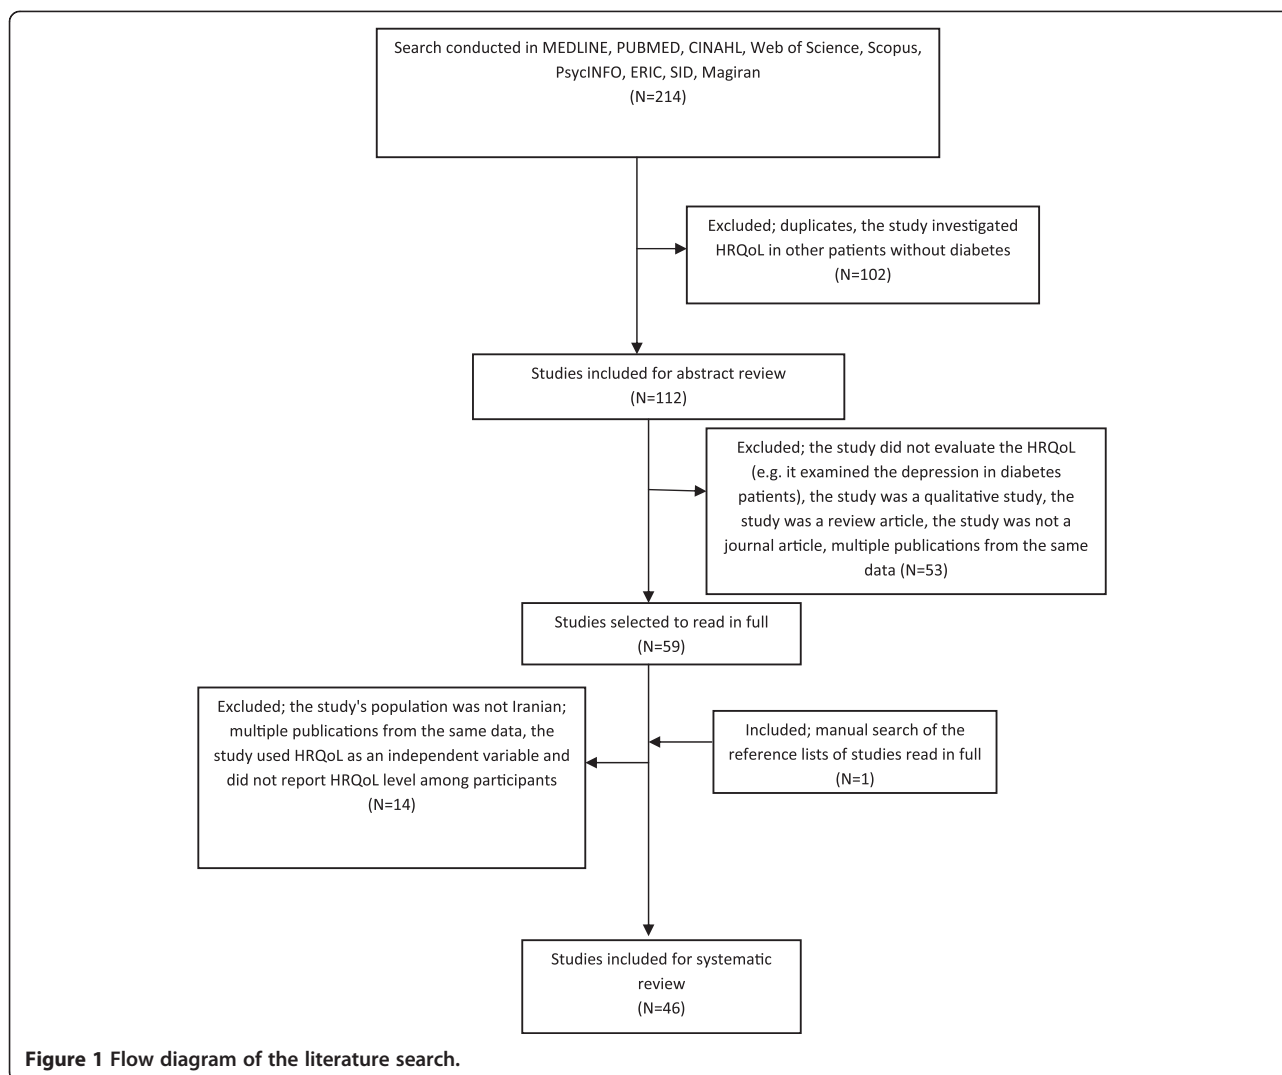 Search conducted in MEDLINE, PUBMED, CINAHL, Web of Science, Scopus,
PsycINFO, ERIC, SID, Magiran
(N=214)
Excluded; duplicates, the study investigated
HRQoL in other patients without diabetes
(N=102)
Studies included for abstract review
(N=112)
Excluded; the study did not evaluate the HRQoL
(e.g. it examined the depression in diabetes
patients), the study was a qualitative study, the
study was a review article, the study was not a
journal article, multiple publications from the same
data (N=53)
Studies selected to read in full
(N=59)
Excluded; the study's population was not Iranian;
multiple publications from the same data, the
study used HRQoL as an independent variable and
did not report HRQoL level among participants
(N=14)
Included; manual search of the
reference lists of studies read in full
(N=1)
Studies included for systematic
review
(N=46)
Figure 1 Flow diagram of the literature search.